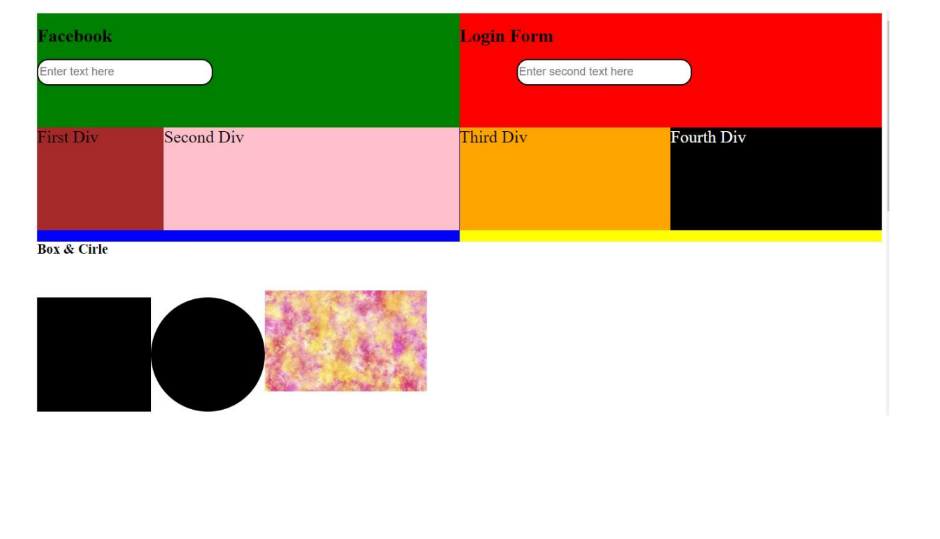 Facebook
Login Form
Enter text here
Enter second text here
First Div
Second Div
Third Div
Fourth Div
Box & Cirle